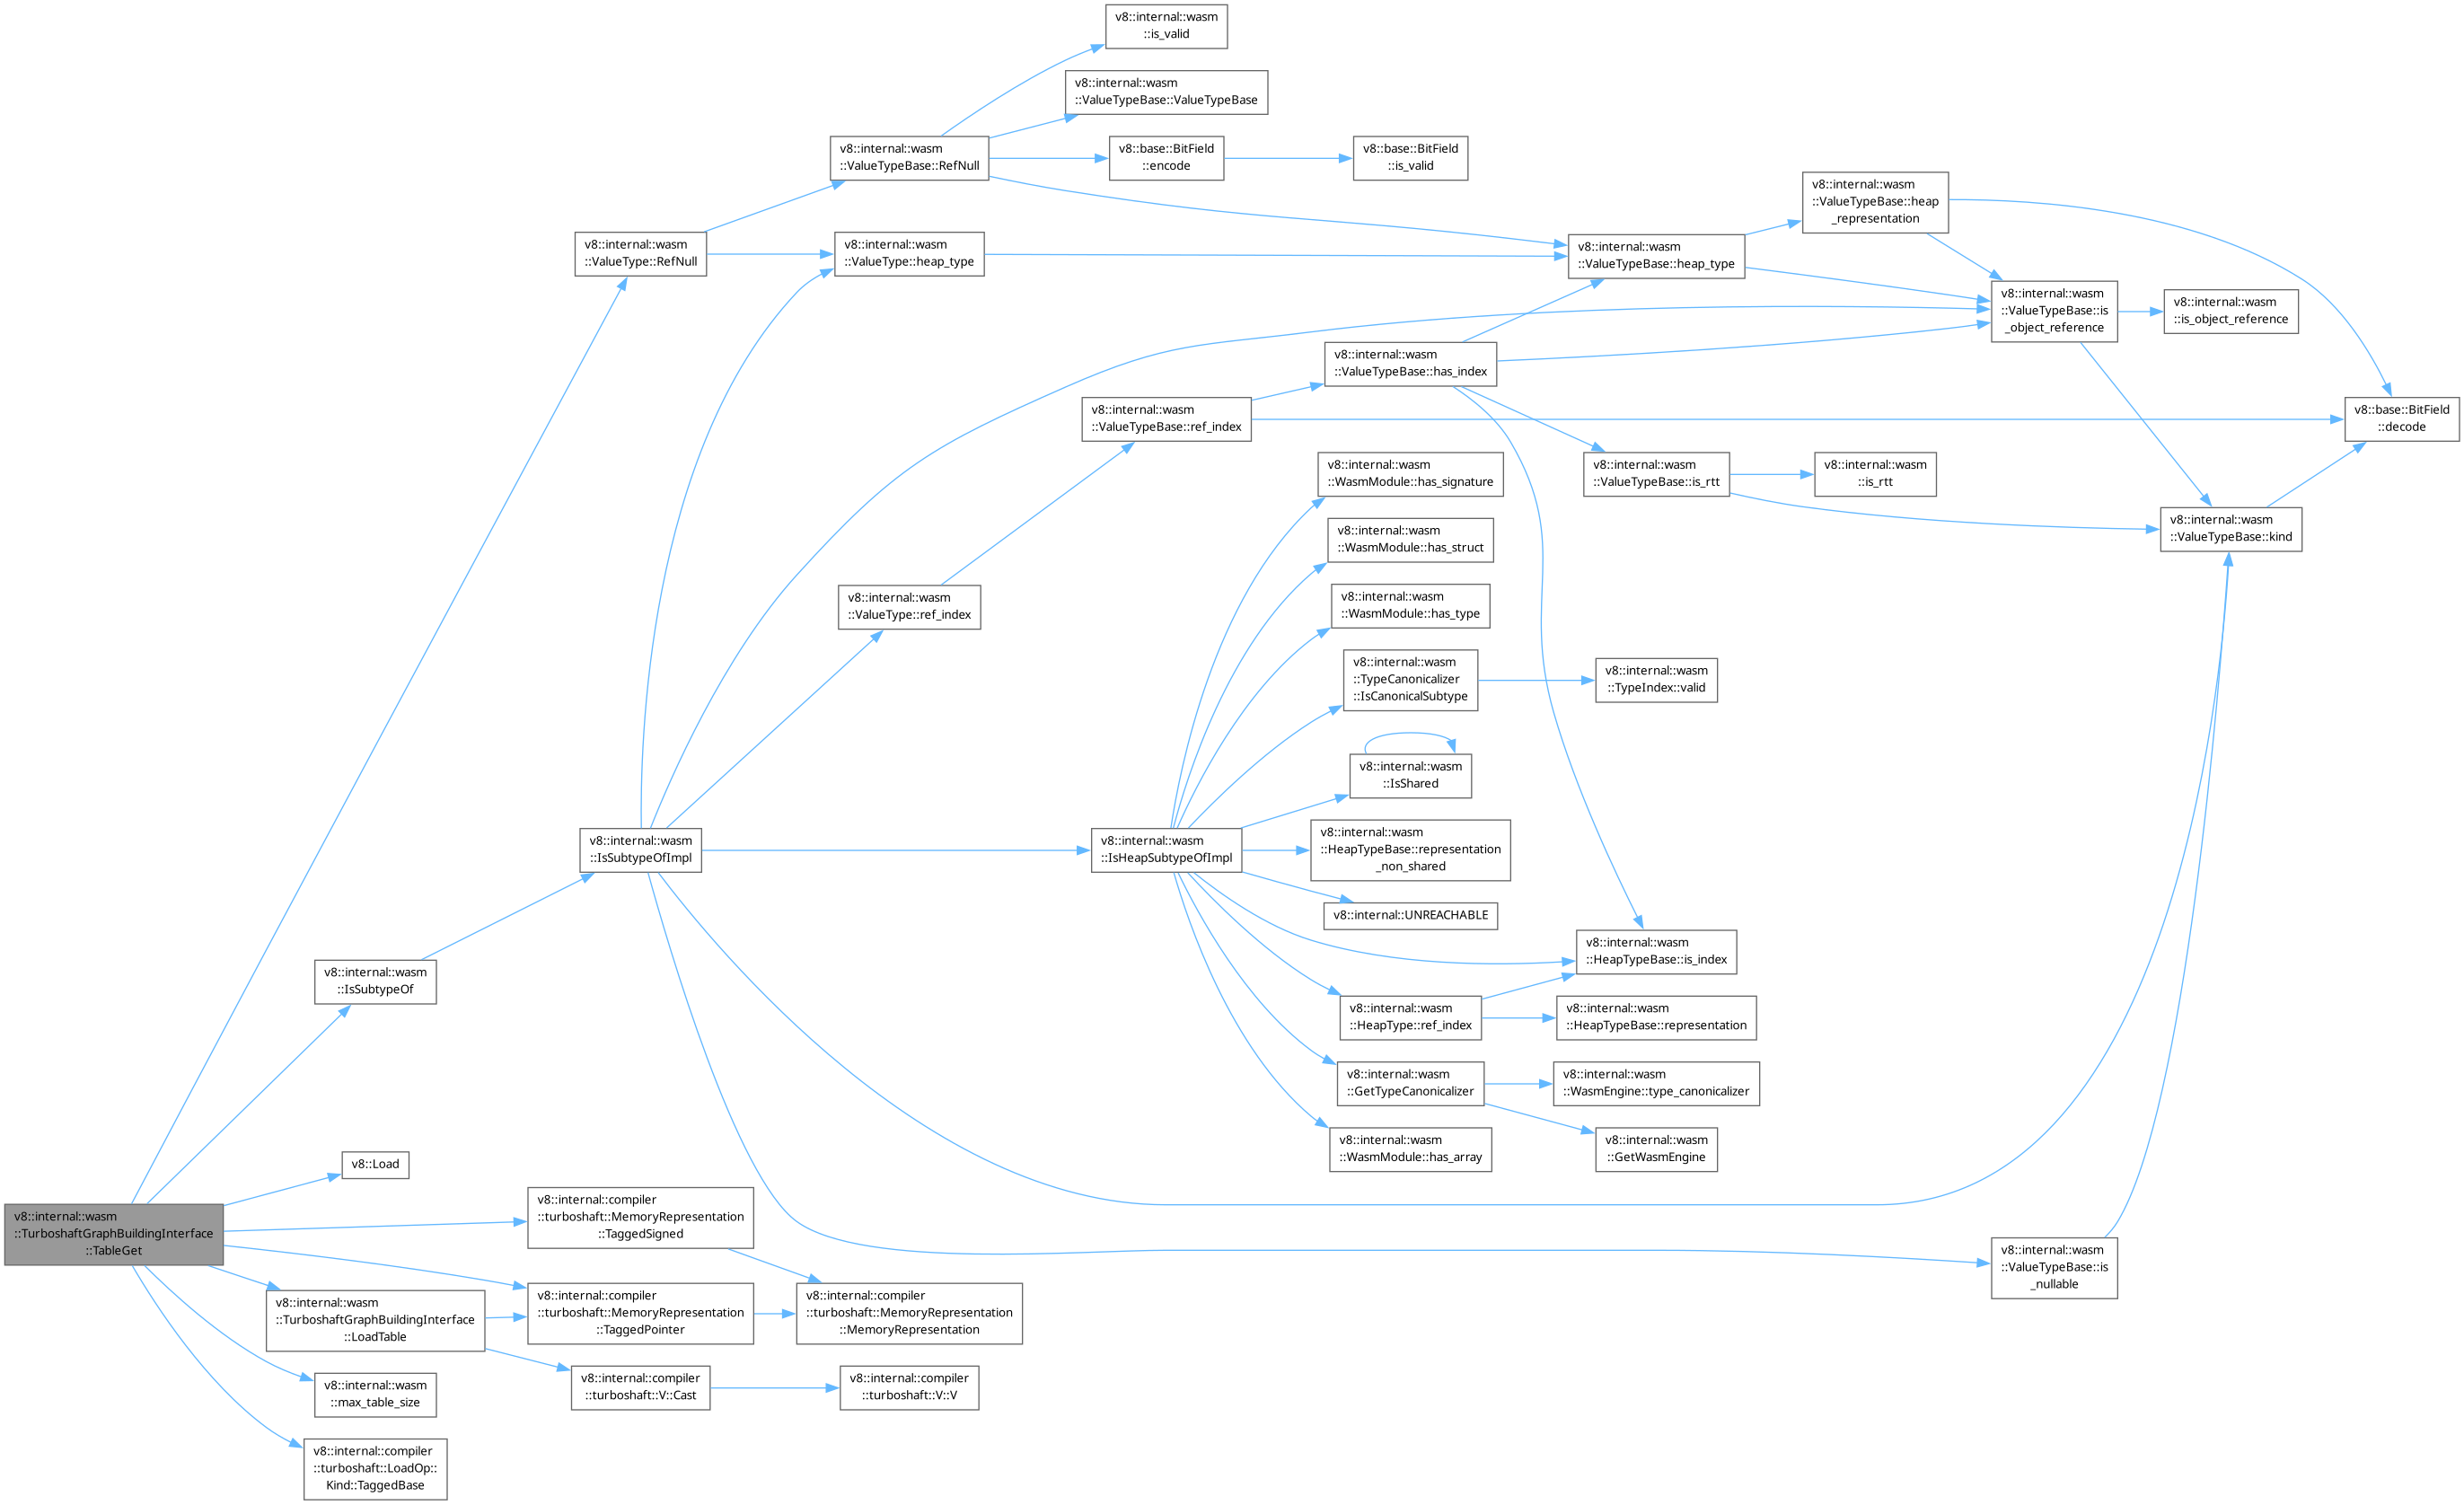 v8::internal::wasm
::is_valid
v8::internal::wasm
::ValueTypeBase::ValueTypeBase
v8::internal::wasm
::ValueTypeBase::RefNull
v8::base::BitField
::encode
v8::base::BitField
::is_valid
v8::internal::wasm
::ValueTypeBase::heap
_representation
v8::internal::wasm
::ValueType::RefNull
v8::internal::wasm
::ValueType::heap_type
v8::internal::wasm
::ValueTypeBase::heap_type
v8::internal::wasm
::ValueTypeBase::is
_object_reference
v8::internal::wasm
::is_object_reference
v8::internal::wasm
::ValueTypeBase::has_index
v8::internal::wasm
::ValueTypeBase::ref_index
v8::base::BitField
::decode
v8::internal::wasm
::WasmModule::has_signature
v8::internal::wasm
::ValueTypeBase::is_rtt
v8::internal::wasm
::is_rtt
v8::internal::wasm
::WasmModule::has_struct
v8::internal::wasm
::ValueTypeBase::kind
v8::internal::wasm
::ValueType::ref_index
v8::internal::wasm
::WasmModule::has_type
v8::internal::wasm
::TypeCanonicalizer
::IsCanonicalSubtype
v8::internal::wasm
::TypeIndex::valid
v8::internal::wasm
::IsShared
v8::internal::wasm
::IsSubtypeOfImpl
v8::internal::wasm
::IsHeapSubtypeOfImpl
v8::internal::wasm
::HeapTypeBase::representation
_non_shared
v8::internal::UNREACHABLE
v8::internal::wasm
::IsSubtypeOf
v8::internal::wasm
::HeapTypeBase::is_index
v8::internal::wasm
::HeapType::ref_index
v8::internal::wasm
::HeapTypeBase::representation
v8::internal::wasm
::GetTypeCanonicalizer
v8::internal::wasm
::WasmEngine::type_canonicalizer
v8::internal::wasm
::WasmModule::has_array
v8::internal::wasm
::GetWasmEngine
v8::Load
v8::internal::wasm
::TurboshaftGraphBuildingInterface
::TableGet
v8::internal::compiler
::turboshaft::MemoryRepresentation
::TaggedSigned
v8::internal::wasm
::ValueTypeBase::is
_nullable
v8::internal::wasm
::TurboshaftGraphBuildingInterface
::LoadTable
v8::internal::compiler
::turboshaft::MemoryRepresentation
::TaggedPointer
v8::internal::compiler
::turboshaft::MemoryRepresentation
::MemoryRepresentation
v8::internal::wasm
::max_table_size
v8::internal::compiler
::turboshaft::V::Cast
v8::internal::compiler
::turboshaft::V::V
v8::internal::compiler
::turboshaft::LoadOp::
Kind::TaggedBase